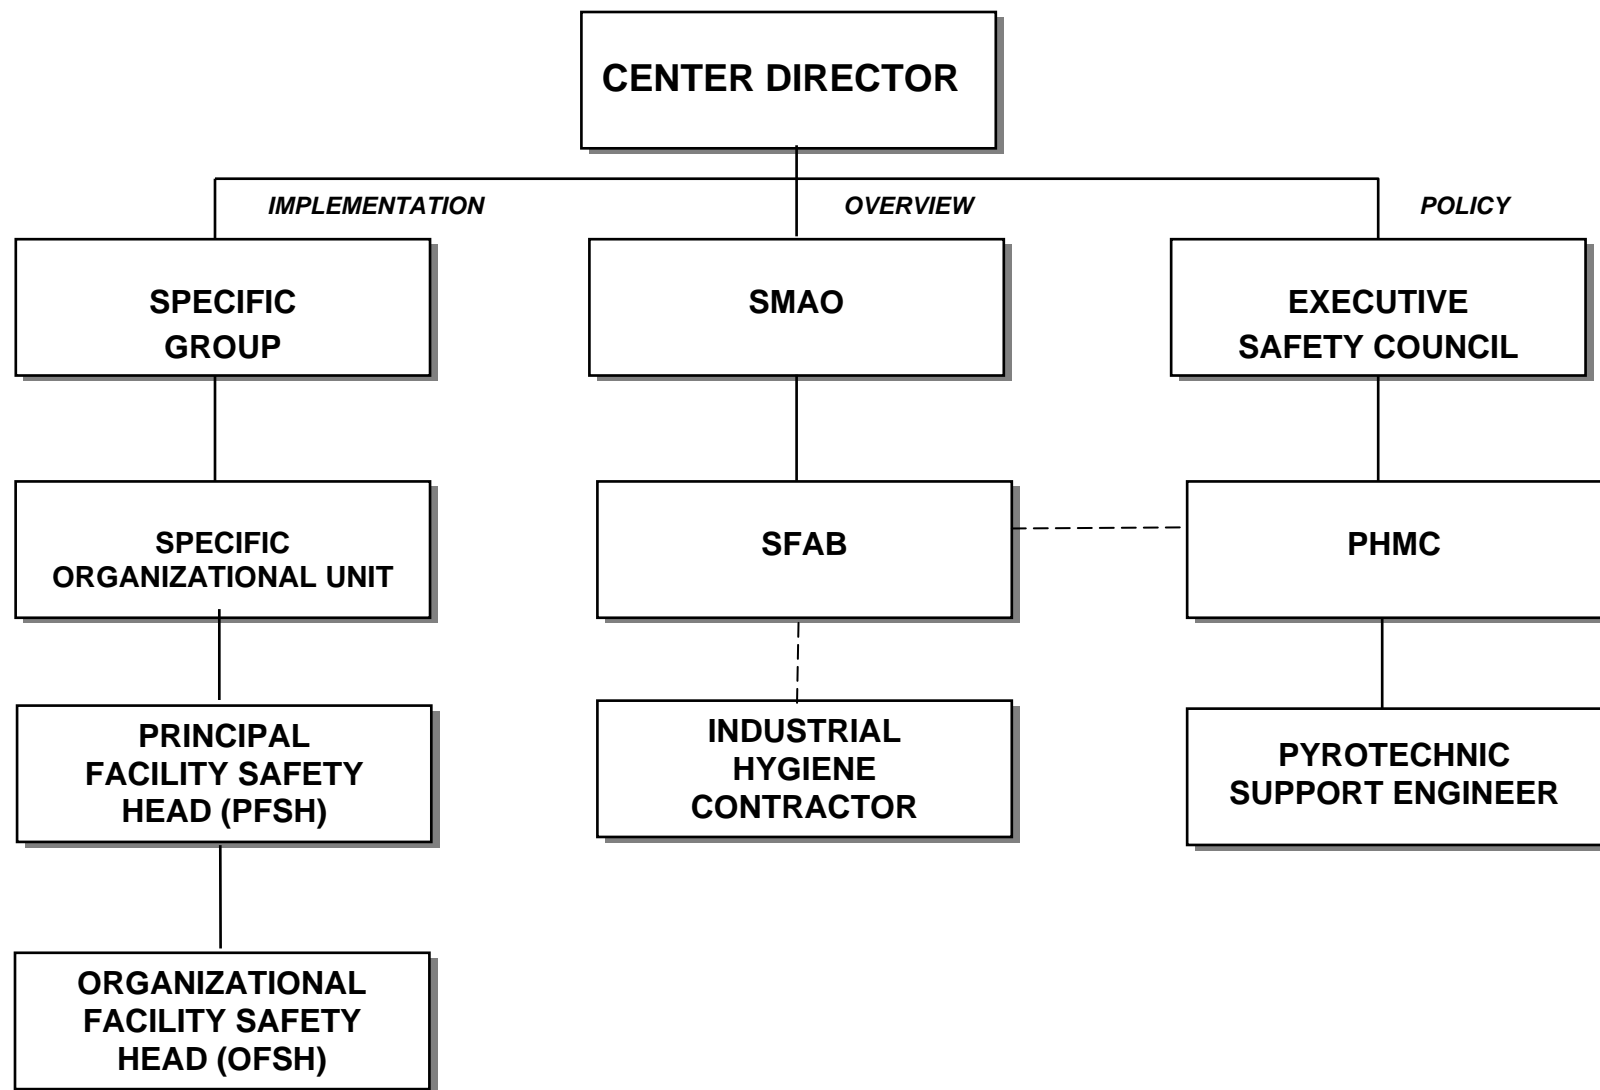 CENTER DIRECTOR
IMPLEMENTATION
OVERVIEW
POLICY
SPECIFIC
GROUP
SMAO
EXECUTIVE
SAFETY COUNCIL
SPECIFIC
ORGANIZATIONAL UNIT
SFAB
PHMC
PRINCIPAL
FACILITY SAFETY
HEAD (PFSH)
INDUSTRIAL
HYGIENE
CONTRACTOR
PYROTECHNIC
SUPPORT ENGINEER
ORGANIZATIONAL
FACILITY SAFETY
HEAD (OFSH)